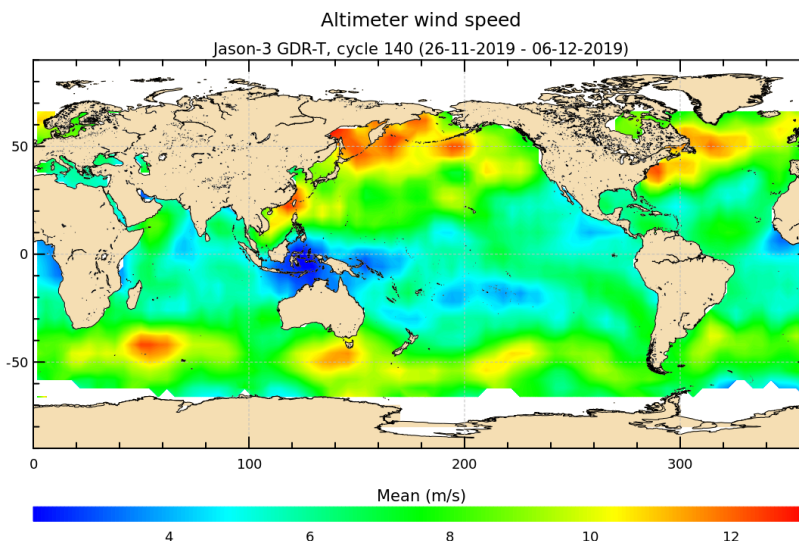 Altimeter wind speed
Jason-3 GDR-T, cycle 140 (26-11-2019 - 06-12-2019)
50
0
-50
0 100 200 300
Mean (m/s)
4 6 8 10 12